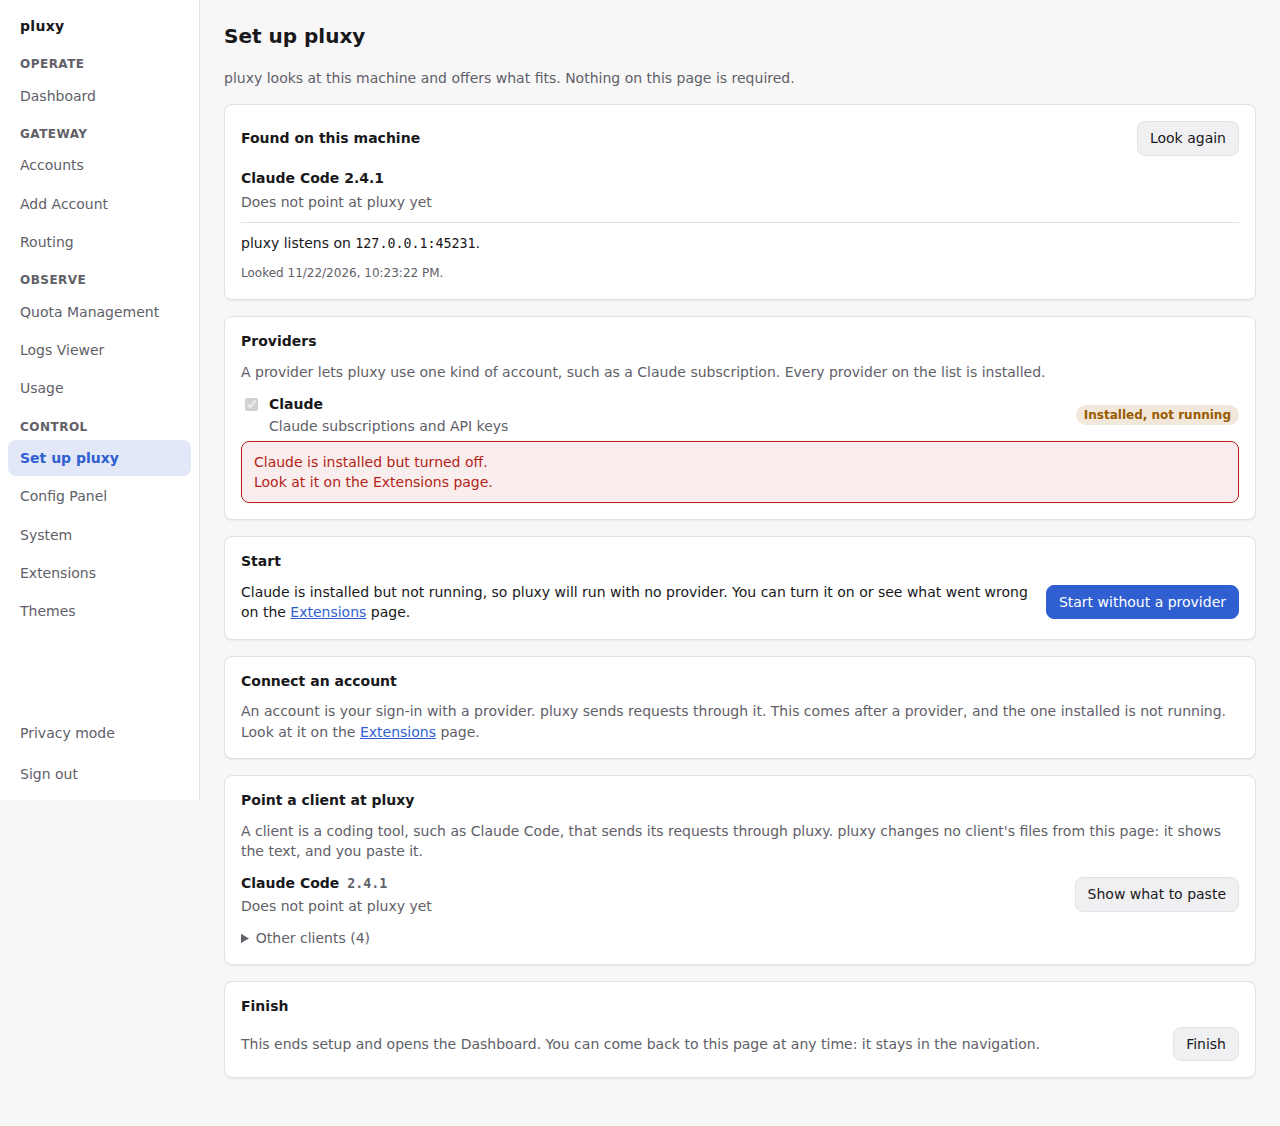 pluxy
OPERATE
Dashboard
GATEWAY
Accounts
Add Account
Routing
OBSERVE
Quota Management
Logs Viewer
Usage
CONTROL
Set up pluxy
Config Panel
System
Extensions
Themes
Privacy mode
Sign out
Set up pluxy
pluxy looks at this machine and offers what fits. Nothing on this page is required.
Found on this machine
Look again
Claude Code 2.4.1
Does not point at pluxy yet
pluxy listens on 127.0.0.1:45231.
Looked 11/22/2026, 10:23:22 PM.
Providers
A provider lets pluxy use one kind of account, such as a Claude subscription. Every provider on the list is installed.
Claude
Claude subscriptions and API keys
Installed, not running
Claude is installed but turned off.
Look at it on the Extensions page.
Start
Claude is installed but not running, so pluxy will run with no provider. You can turn it on or see what went wrong
on the Extensions page.
Start without a provider
Connect an account
An account is your sign-in with a provider. pluxy sends requests through it. This comes after a provider, and the one installed is not running.
Look at it on the Extensions page.
Point a client at pluxy
A client is a coding tool, such as Claude Code, that sends its requests through pluxy. pluxy changes no client's files from this page: it shows
the text, and you paste it.
Claude Code 2.4.1
Does not point at pluxy yet
Show what to paste
Other clients (4)
Finish
This ends setup and opens the Dashboard. You can come back to this page at any time: it stays in the navigation.
Finish